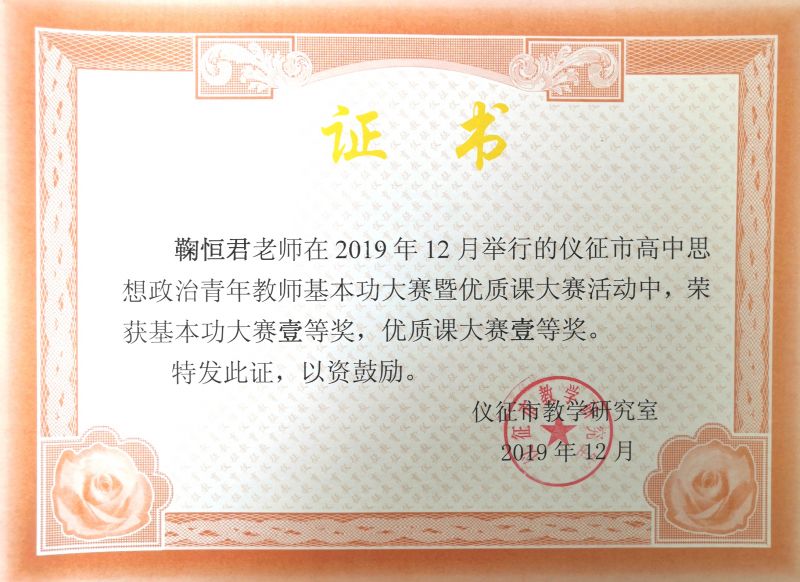 证书
鞠恒君老师在2019年12月举行的仪征市高中思
想政治青年教师基本功大赛暨优质课大赛活动中，荣
获基本功大赛壹等奖，优质课大赛壹等奖。
特发此证，以资鼓励。
仪征市教学研究室
2019年12月